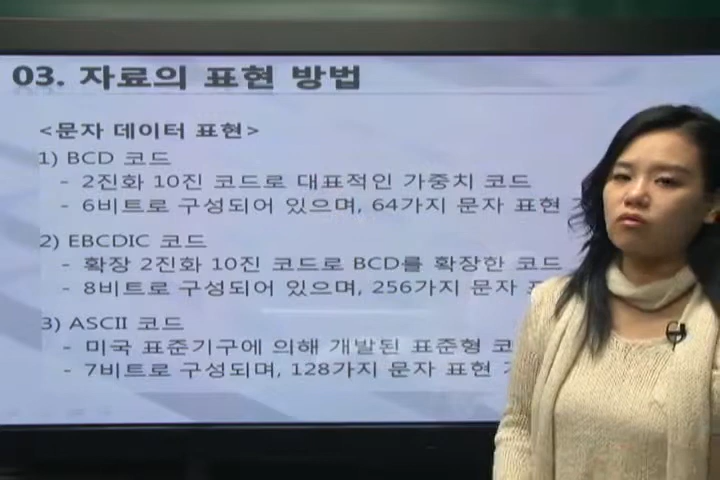 03. 자료의 표현 방법
<문자 데이터 표현>
1) BCD 코드
- 2진화 10진 코드로 대표적인 가중치 코드
- 6비트로 구성되어 있으며, 64가지 문자 표현
2) EBCDIC 코드
- 확장 2진화 10진 코드로 BCD를 확장한 코드
- 8비트로 구성되어 있으며, 256가지 문자
3) ASCII 코드
- 미국 표준기구에 의해 개발된 표준형
- 7비트로 구성되며, 128가지 문자 표현